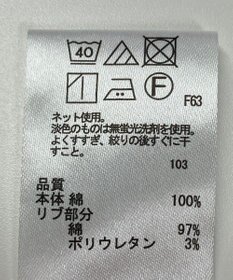 40
F F63
ネット使用。
淡色のものは無蛍光洗剤を使用。
よくすすぎ、絞りの後すぐに干
すこと。
103
品質
本体 綿 100%
リブ部分
綿 97%
ポリウレタン 3%